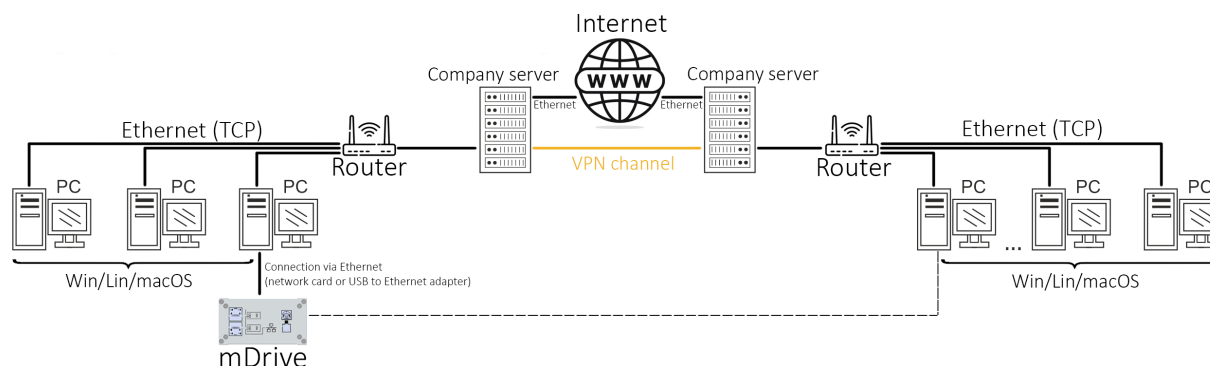 Internet
Company server
Company server
WWW
Ethernet
Ethernet
Ethernet (TCP)
Ethernet (TCP)
Router
VPN channel
Router
PC
PC
PC
PC
PC
PC
...
Win/Lin/macOS
Connection via Ethernet
(network card or USB to Ethernet adapter)
Win/Lin/macOS
mDrive